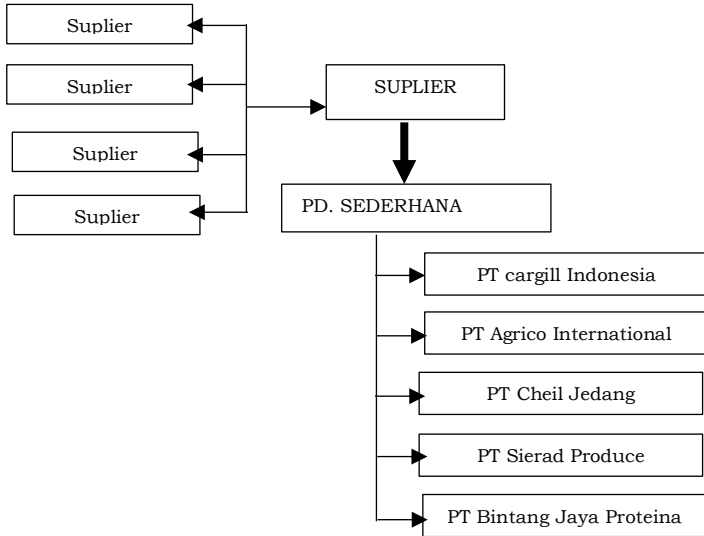 Suplier
Suplier
Suplier
Suplier
SUPLIER
PD. SEDERHANA
PT cargill Indonesia
PT Agrico International
PT Cheil Jedang
PT Sierad Produce
PT Bintang Jaya Proteina